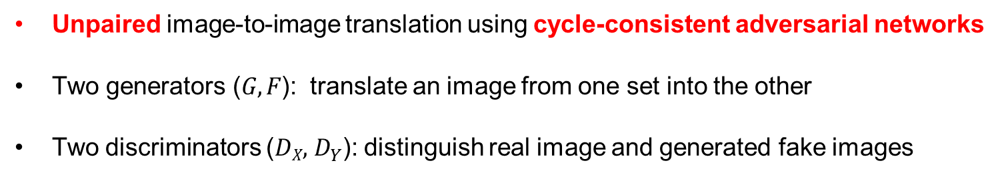 • Unpaired image-to-image translation using cycle-consistent adversarial networks
• Two generators (G, F): translate an image from one set into the other
• Two discriminators (D_X, D_Y): distinguish real image and generated fake images